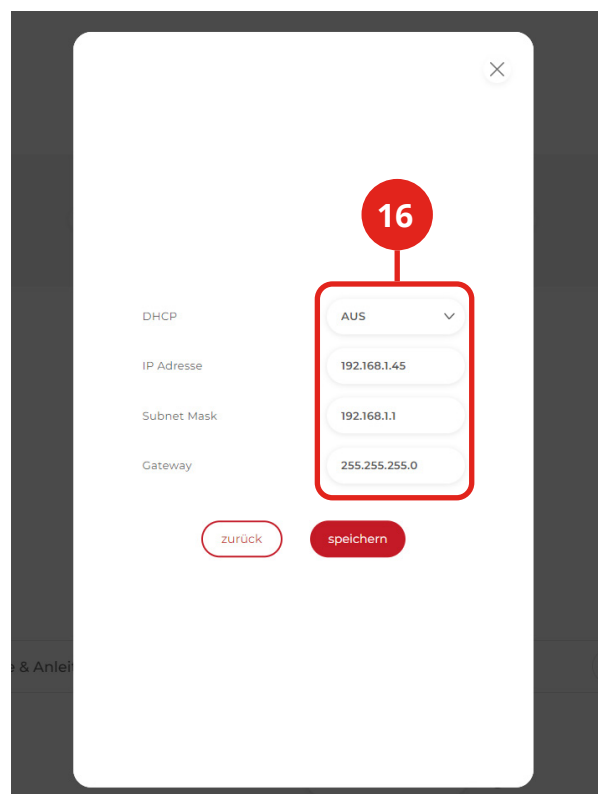 16
DHCP AUS
IP Adresse 192.168.1.45
Subnet Mask 192.168.1.1
Gateway 255.255.255.0
zurück speichern
& Anleit